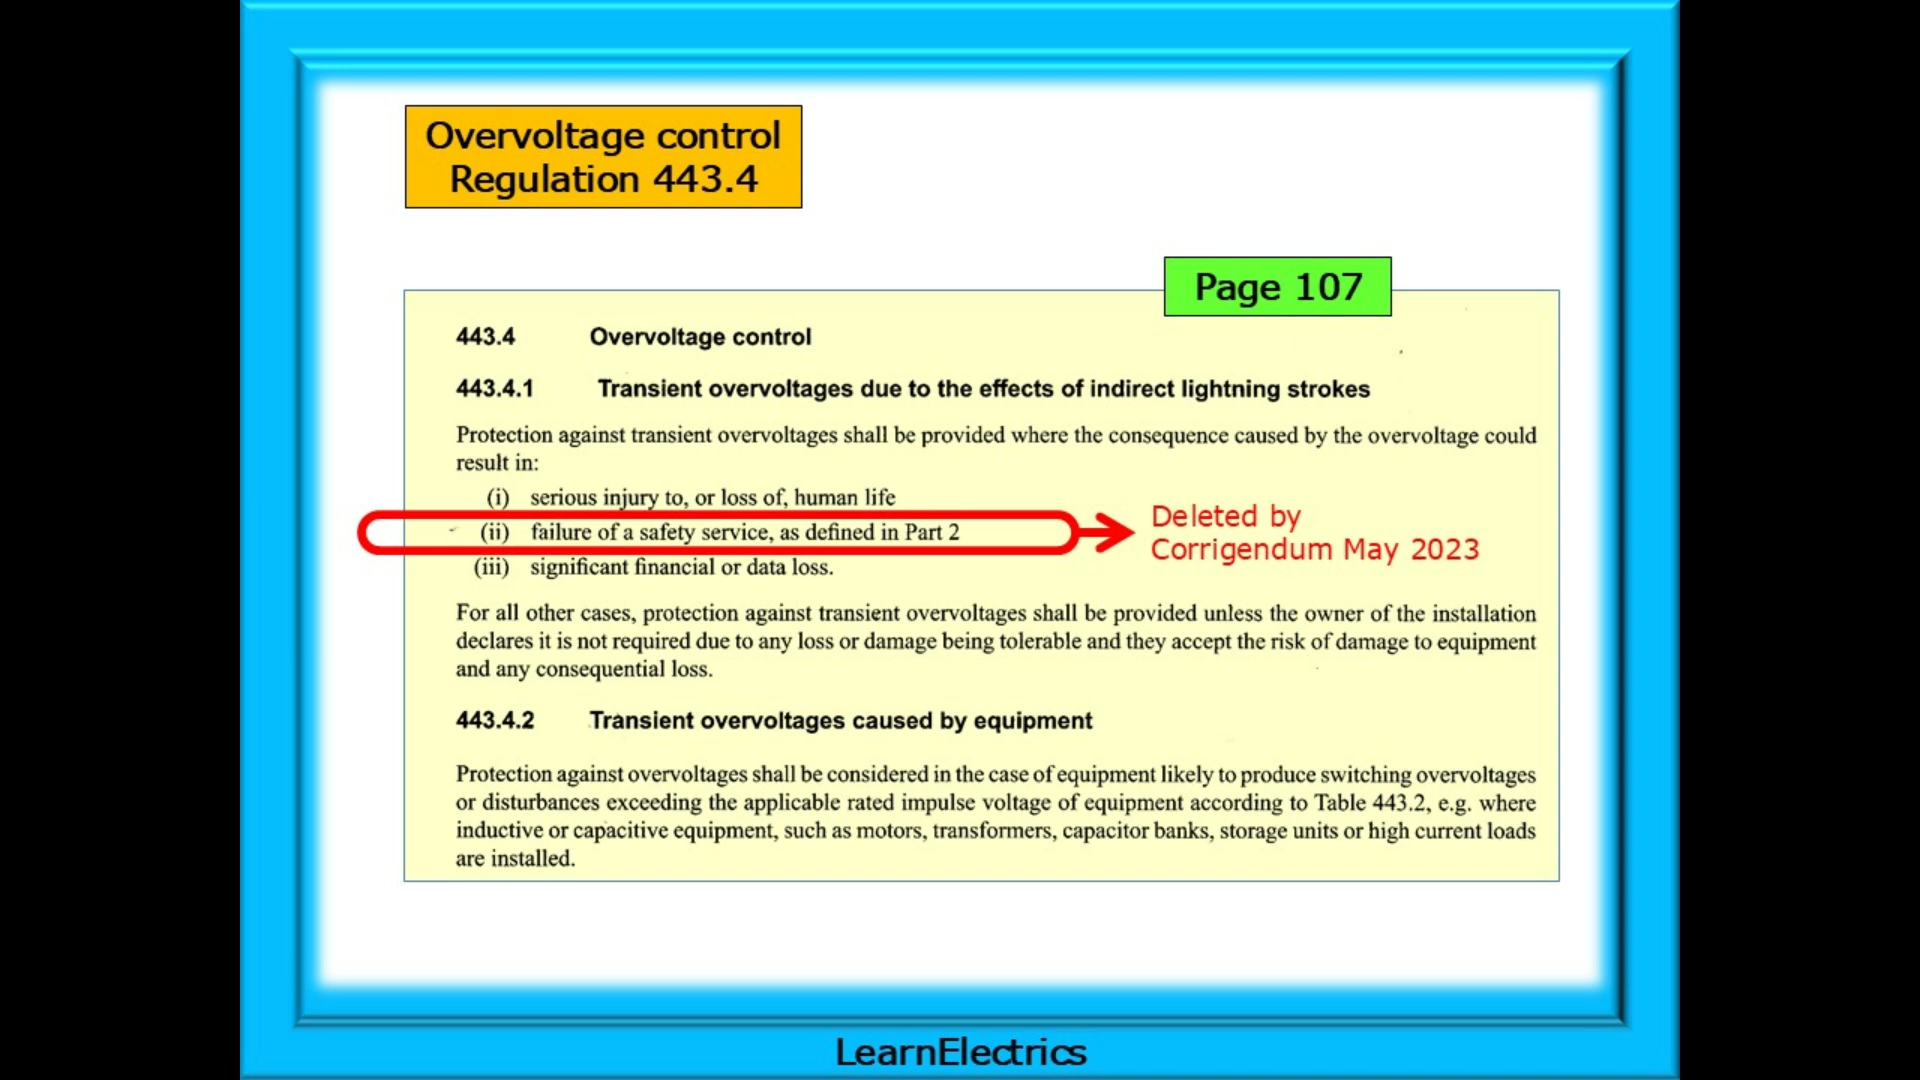 Overvoltage control
Regulation 443.4
Page 107
443.4 Overvoltage control
443.4.1 Transient overvoltages due to the effects of indirect lightning strokes
Protection against transient overvoltages shall be provided where the consequence caused by the overvoltage could
result in:
(i) serious injury to, or loss of, human life
(ii) failure of a safety service, as defined in Part 2
Deleted by
Corrigendum May 2023
(iii) significant financial or data loss.
For all other cases, protection against transient overvoltages shall be provided unless the owner of the installation
declares it is not required due to any loss or damage being tolerable and they accept the risk of damage to equipment
and any consequential loss.
443.4.2 Transient overvoltages caused by equipment
Protection against overvoltages shall be considered in the case of equipment likely to produce switching overvoltages
or disturbances exceeding the applicable rated impulse voltage of equipment according to Table 443.2, e.g. where
inductive or capacitive equipment, such as motors, transformers, capacitor banks, storage units or high current loads
are installed.
LearnElectrics